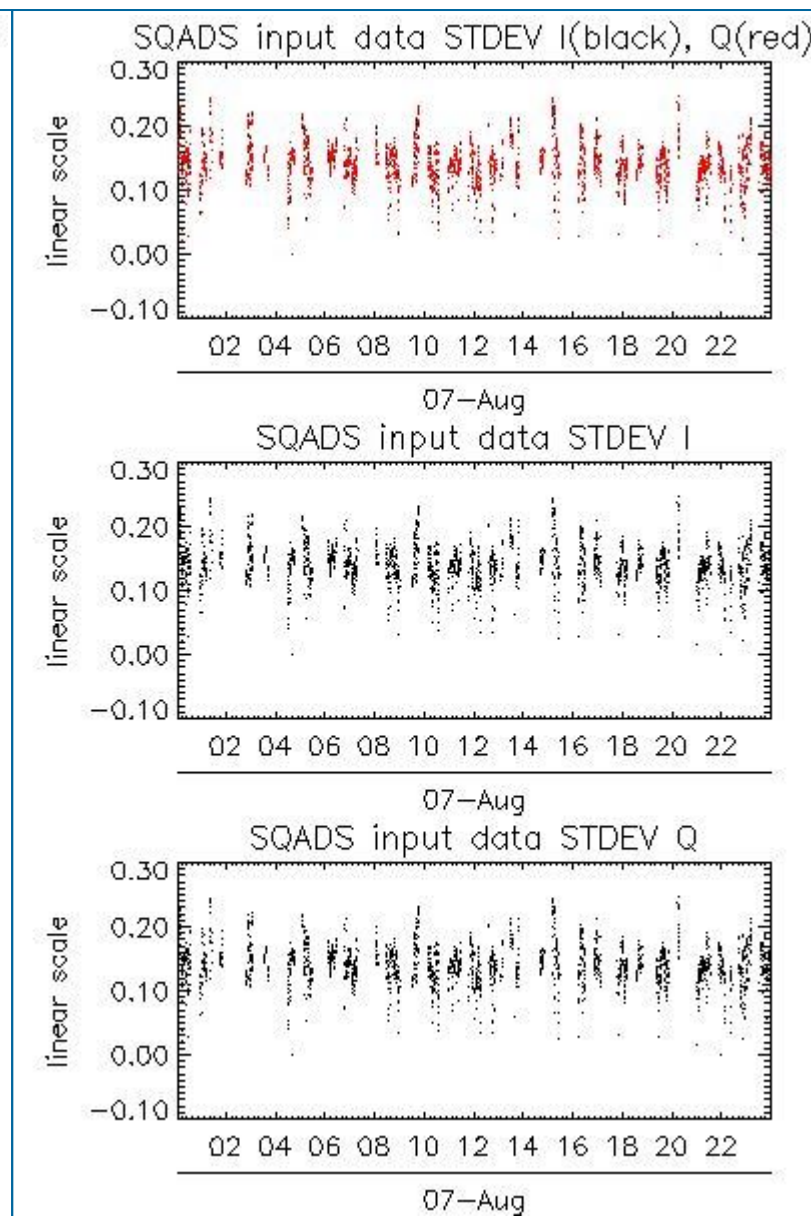 SQADS input data STDEV I(black), Q(red)
0.30
0.20
0.10
0.00
-0.10
linear scale
02 04 06 08 10 12 14 16 18 20 22
07-Aug
SQADS input data STDEV I
0.30
0.20
0.10
0.00
-0.10
linear scale
02 04 06 08 10 12 14 16 18 20 22
07-Aug
SQADS input data STDEV Q
0.30
0.20
0.10
0.00
-0.10
linear scale
02 04 06 08 10 12 14 16 18 20 22
07-Aug